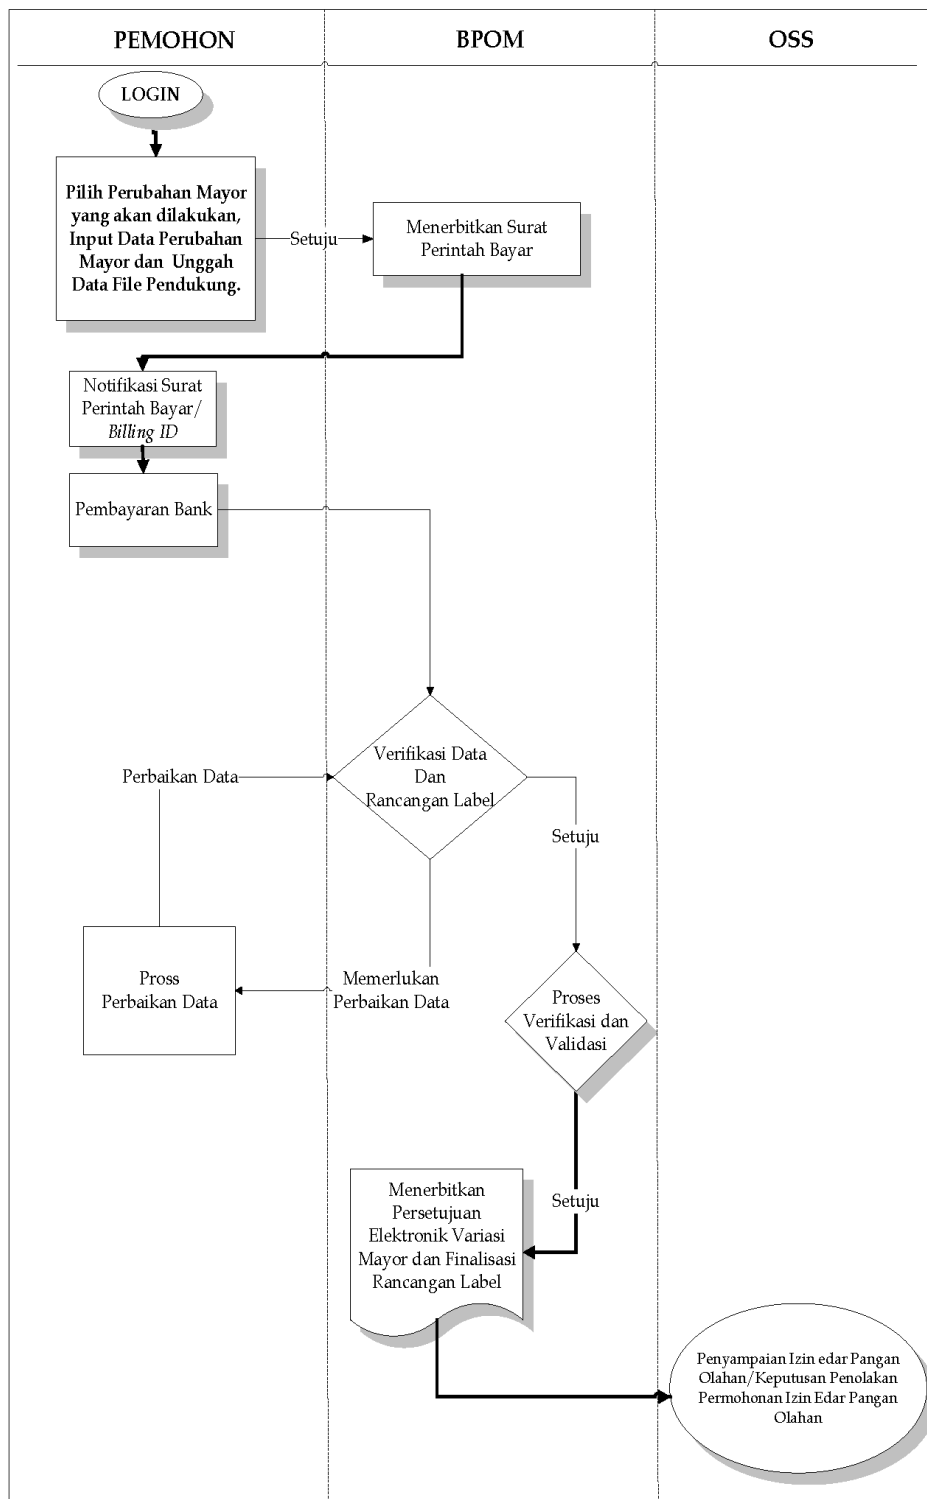 PEMOHON
BPOM
OSS
LOGIN
Pilih Perubahan Mayor
yang akan dilakukan,
Input Data Perubahan
Mayor dan Unggah
Data File Pendukung.
Setuju
Menerbitkan Surat
Perintah Bayar
Notifikasi Surat
Perintah Bayar/
Billing ID
Pembayaran Bank
Verifikasi Data
Dan
Rancangan Label
Perbaikan Data
Setuju
Pross
Perbaikan Data
Memerlukan
Perbaikan Data
Proses
Verifikasi dan
Validasi
Setuju
Menerbitkan
Persetujuan
Elektronik Variasi
Mayor dan Finalisasi
Rancangan Label
Penyampaian Izin edar Pangan
Olahan/Keputusan Penolakan
Permohonan Izin Edar Pangan
Olahan